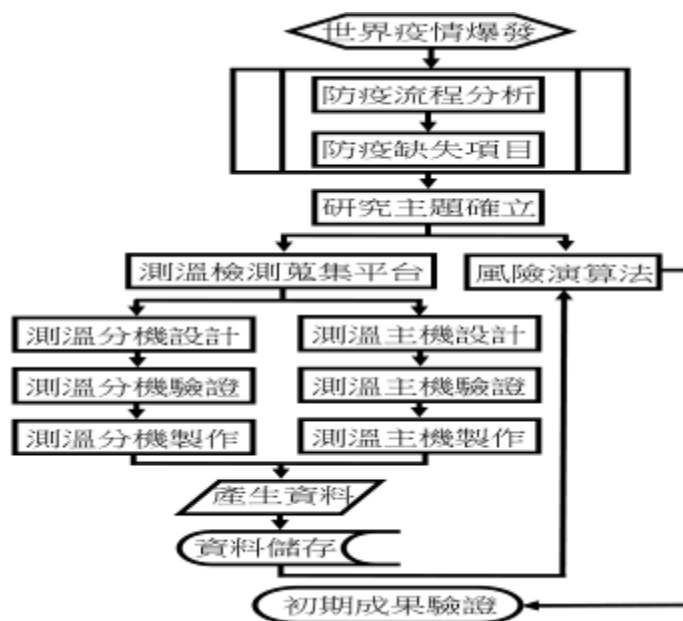 世界疫情爆發
防疫流程分析
防疫缺失項目
研究主題確立
測溫檢測蒐集平台
風險演算法
測溫分機設計
測溫主機設計
測溫分機驗證
測溫主機驗證
測溫分機製作
測溫主機製作
產生資料
資料儲存
初期成果驗證